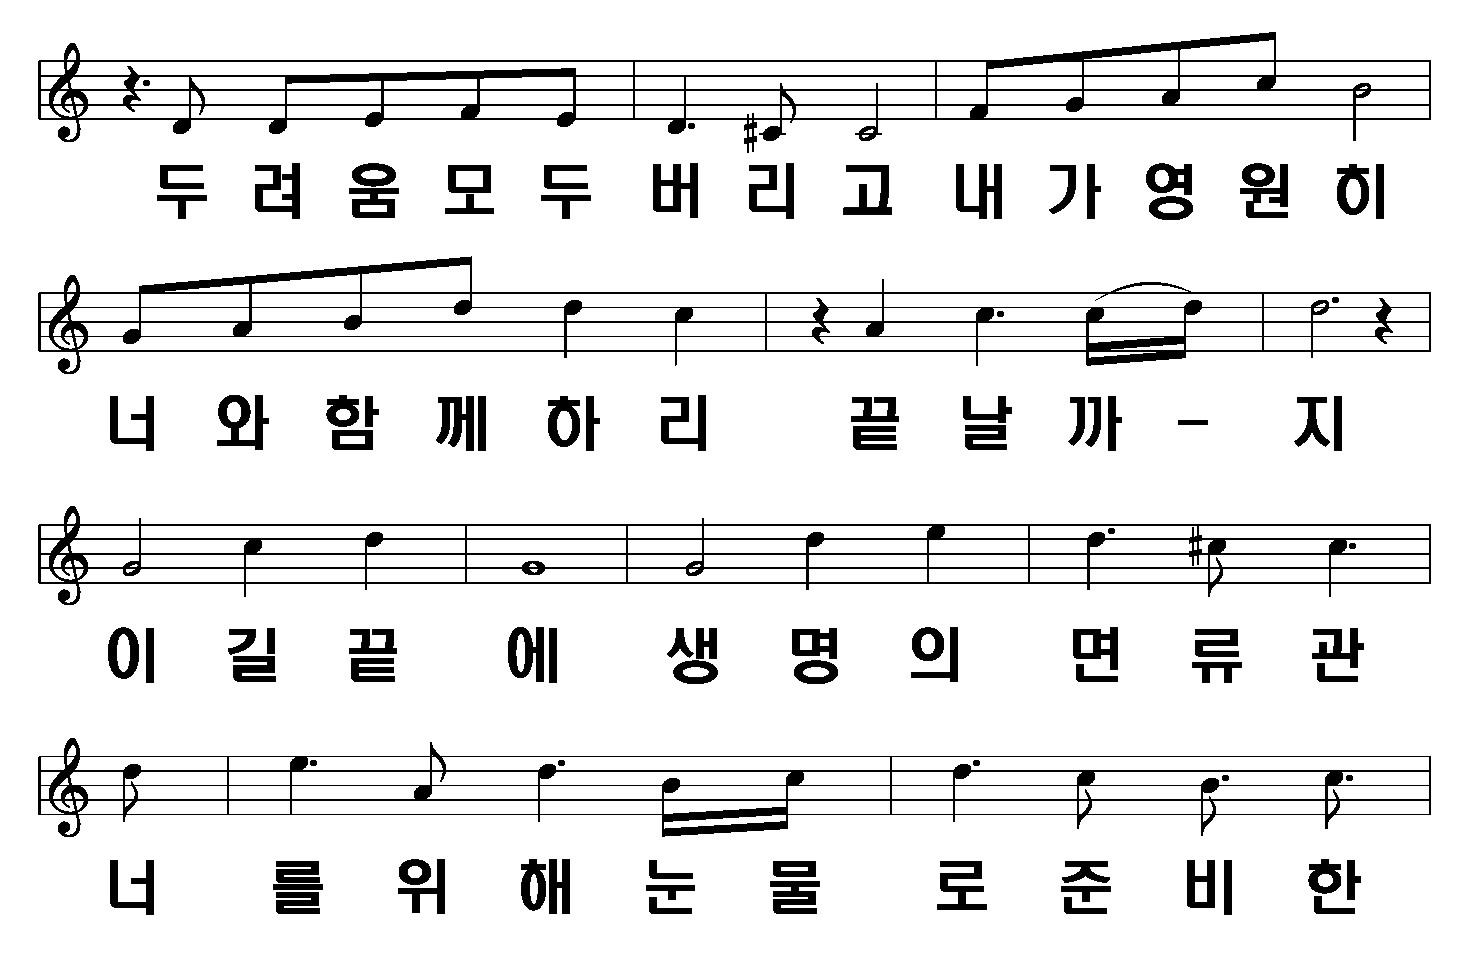 두 려 움 모 두 버 리 고 내 가 영 원 히
너 와 함 께 하 리 끝 날 까 - 지
이 길 끝 에 생 명 의 면 류 관
너 를 위 해 눈 물 로 준 비 한